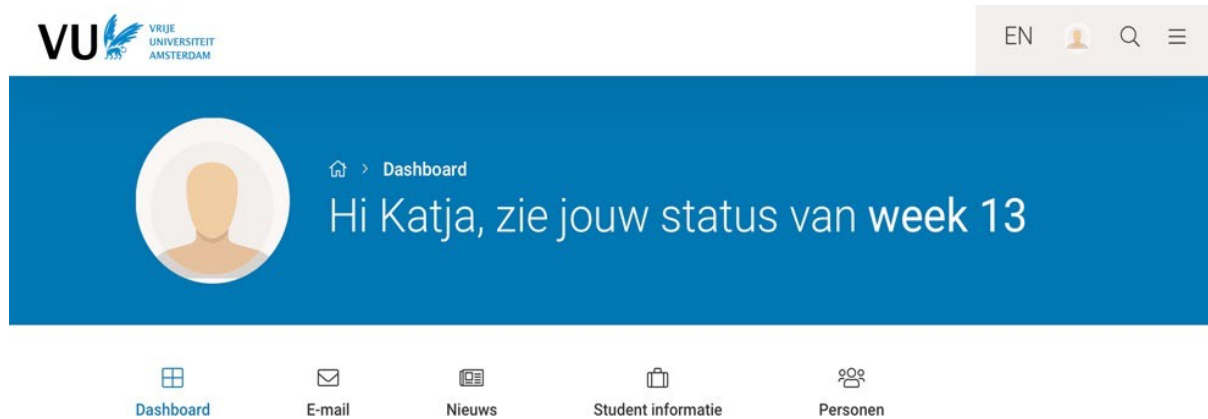 VU
VRIJE
UNIVERSITEIT
AMSTERDAM
EN
Dashboard
Hi Katja, zie jouw status van week 13
Dashboard
E-mail
Nieuws
Student informatie
Personen